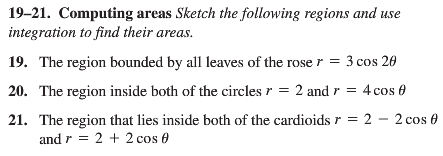 19–21. Computing areas Sketch the following regions and use
integration to find their areas.
19. The region bounded by all leaves of the rose r = 3 cos 2θ
20. The region inside both of the circles r = 2 and r = 4 cos θ
21. The region that lies inside both of the cardioids r = 2 − 2 cos θ
and r = 2 + 2 cos θ